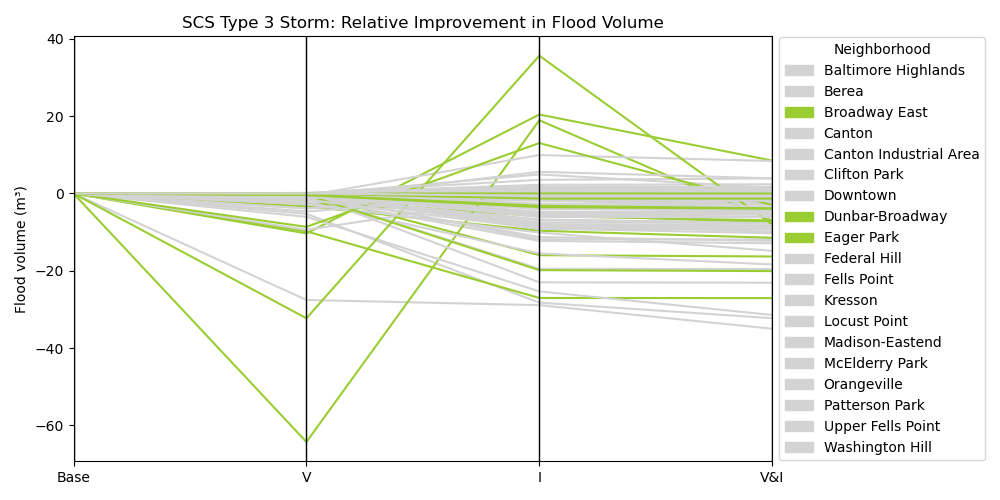 SCS Type 3 Storm: Relative Improvement in Flood Volume
Flood volume (m³)
40
20
0
−20
−40
−60
Base
V
I
V&I
Neighborhood
Baltimore Highlands
Berea
Broadway East
Canton
Canton Industrial Area
Clifton Park
Downtown
Dunbar-Broadway
Eager Park
Federal Hill
Fells Point
Kresson
Locust Point
Madison-Eastend
McElderry Park
Orangeville
Patterson Park
Upper Fells Point
Washington Hill